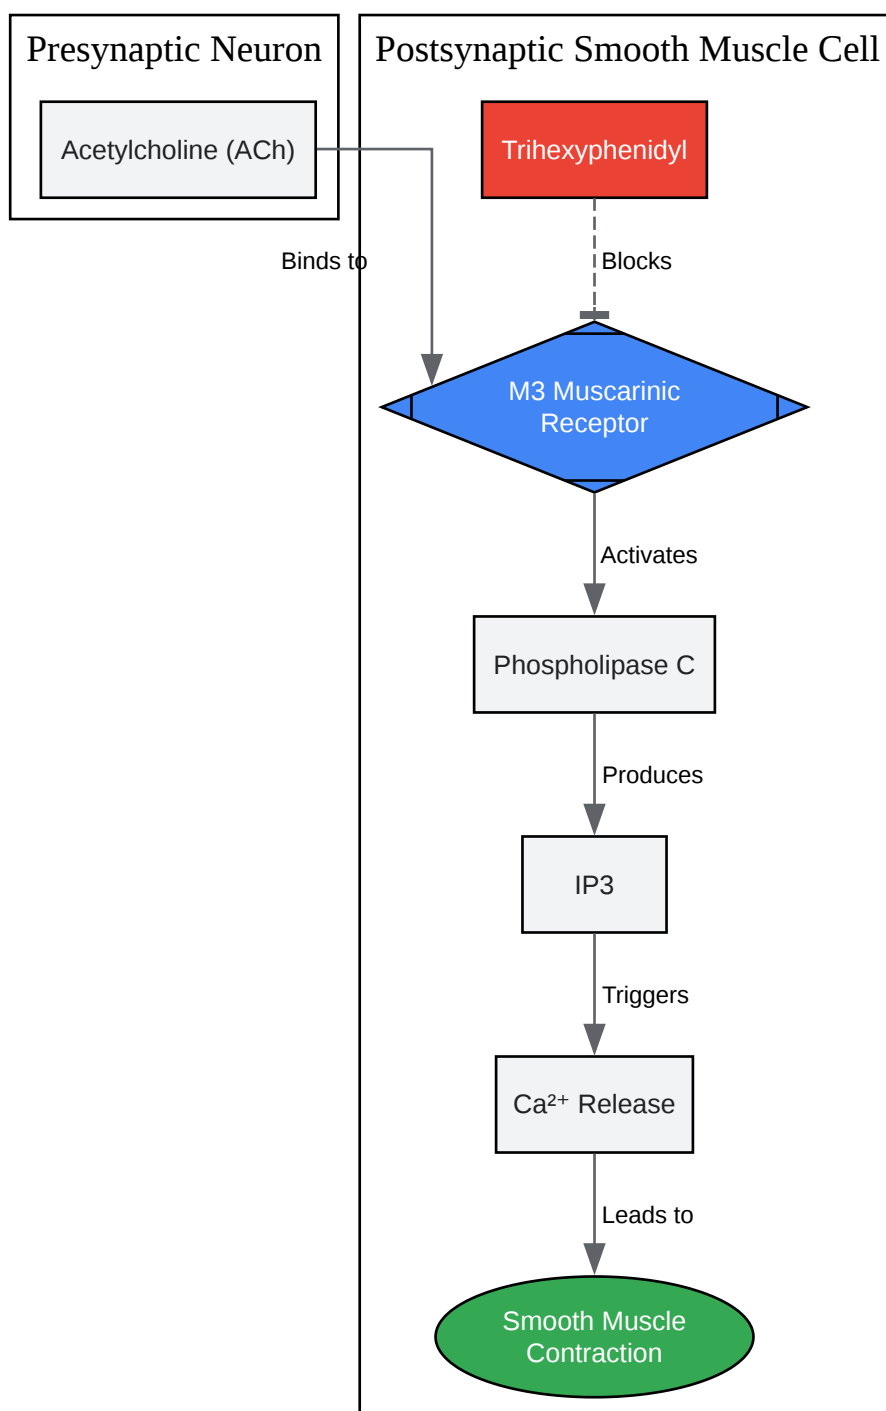 Presynaptic Neuron
Postsynaptic Smooth Muscle Cell
Acetylcholine (ACh)
Trihexyphenidyl
Binds to
Blocks
M3 Muscarinic
Receptor
Activates
Phospholipase C
Produces
IP3
Triggers
Ca²⁺ Release
Leads to
Smooth Muscle
Contraction